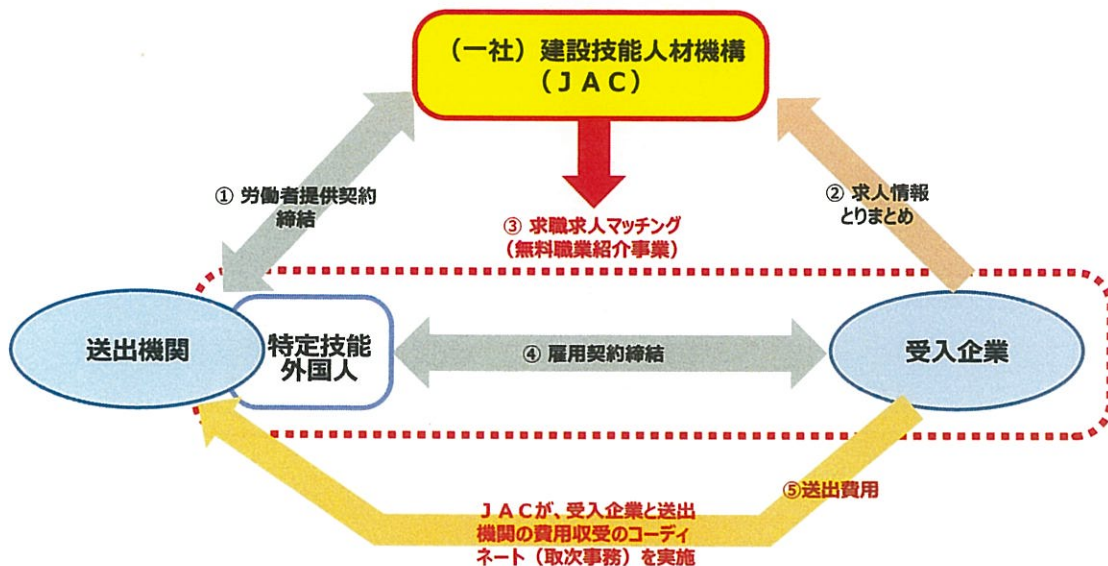 （一社）建設技能人材機構
（ＪＡＣ）
① 労働者提供契約
締結
② 求人情報
とりまとめ
③ 求職求人マッチング
（無料職業紹介事業）
送出機関
特定技能
外国人
④ 雇用契約締結
受入企業
⑤送出費用
ＪＡＣが、受入企業と送出
機関の費用収受のコーディ
ネート（取次事務）を実施